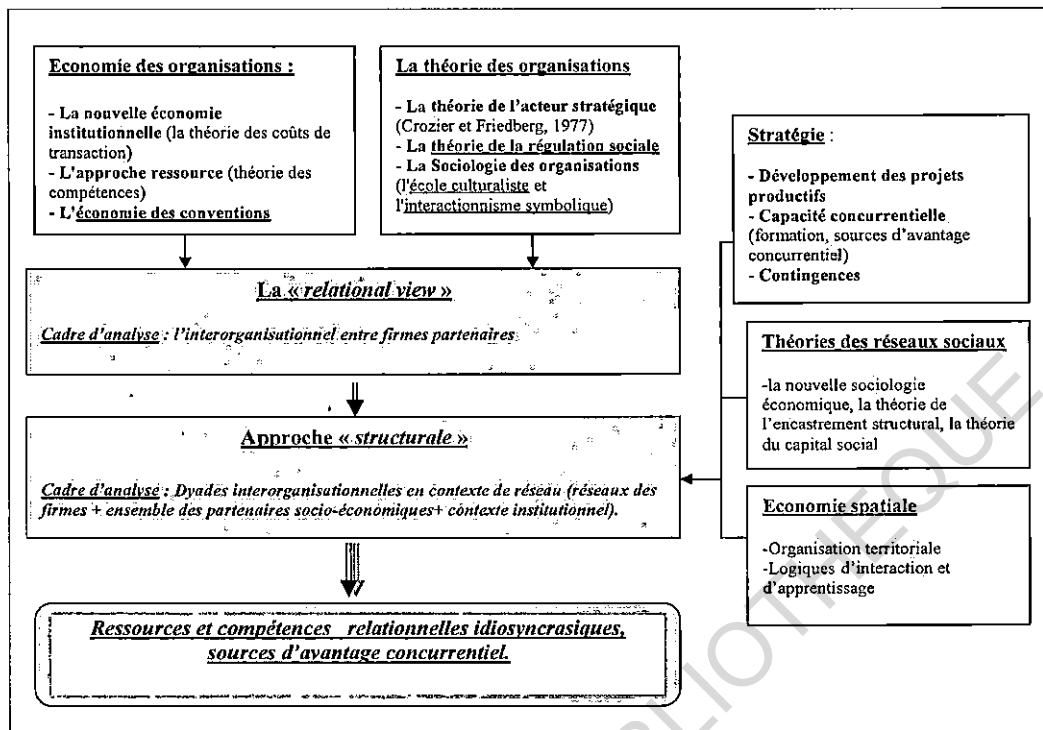 Economie des organisations :
- La nouvelle économie
institutionnelle (la théorie des coûts de
transaction)
- L'approche ressource (théorie des
compétences)
- L'économie des conventions
La théorie des organisations
- La théorie de l'acteur stratégique
(Crozier et Friedberg, 1977)
- La théorie de la régulation sociale
- La Sociologie des organisations
(l'école culturaliste et
l'interactionnisme symbolique)
Stratégie :
- Développement des projets
productifs
- Capacité concurrentielle
(formation, sources d'avantage
concurrentiel)
- Contingences
La « relational view »
Cadre d'analyse : l'interorganisationnel entre firmes partenaires
Théories des réseaux sociaux
-la nouvelle sociologie
économique, la théorie de
l'encastrement structural, la théorie
du capital social
Approche « structurale »
Cadre d'analyse : Dyades interorganisationnelles en contexte de réseau (réseaux des
firmes + ensemble des partenaires socio-économiques+ contexte institutionnel).
Economie spatiale
-Organisation territoriale
-Logiques d'interaction et
d'apprentissage
Ressources et compétences relationnelles idiosyncrasiques,
sources d'avantage concurrentiel.
BLIOTHEQUE